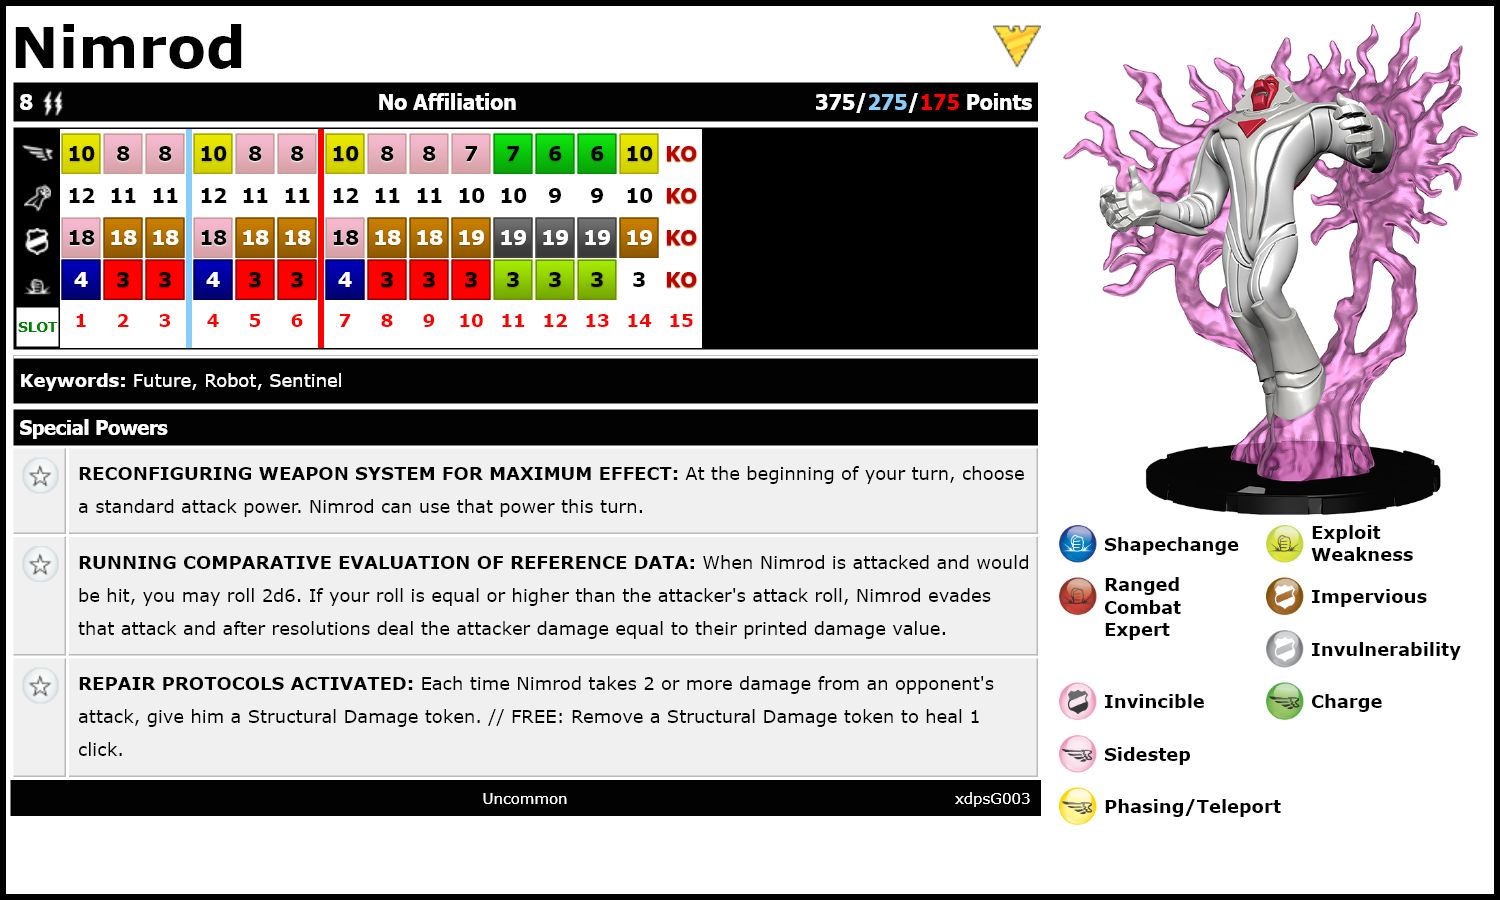 Nimrod
8 No Affiliation 375/275/175 Points
10 8 8 10 8 8 10 8 8 7 7 6 6 10 KO
12 11 11 12 11 11 12 11 11 10 10 9 9 10 KO
18 18 18 18 18 18 18 18 18 19 19 19 19 19 KO
4 3 3 4 3 3 4 3 3 3 3 3 3 3 KO
SLOT 1 2 3 4 5 6 7 8 9 10 11 12 13 14 15
Keywords: Future, Robot, Sentinel
Special Powers
RECONFIGURING WEAPON SYSTEM FOR MAXIMUM EFFECT: At the beginning of your turn, choose
a standard attack power. Nimrod can use that power this turn.
RUNNING COMPARATIVE EVALUATION OF REFERENCE DATA: When Nimrod is attacked and would
be hit, you may roll 2d6. If your roll is equal or higher than the attacker's attack roll, Nimrod evades
that attack and after resolutions deal the attacker damage equal to their printed damage value.
REPAIR PROTOCOLS ACTIVATED: Each time Nimrod takes 2 or more damage from an opponent's
attack, give him a Structural Damage token. // FREE: Remove a Structural Damage token to heal 1
click.
Uncommon xdpsG003
Shapechange
Exploit
Weakness
Ranged
Combat
Expert
Impervious
Invulnerability
Invincible
Charge
Sidestep
Phasing/Teleport